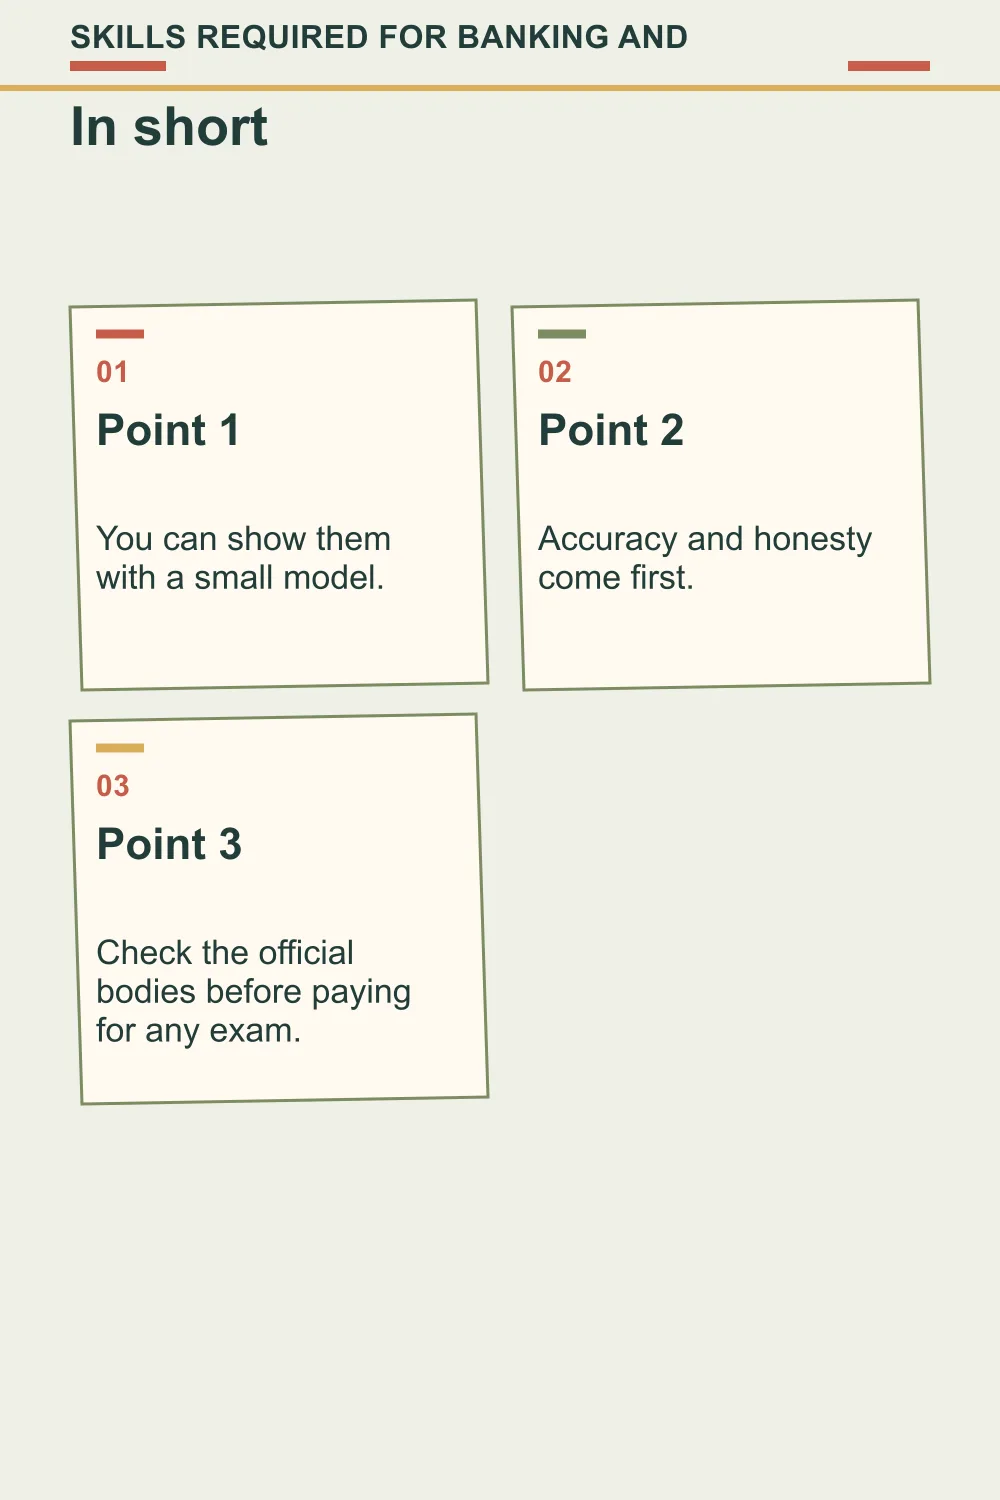 SKILLS REQUIRED FOR BANKING AND
In short
01
Point 1
You can show them
with a small model.
02
Point 2
Accuracy and honesty
come first.
03
Point 3
Check the official
bodies before paying
for any exam.